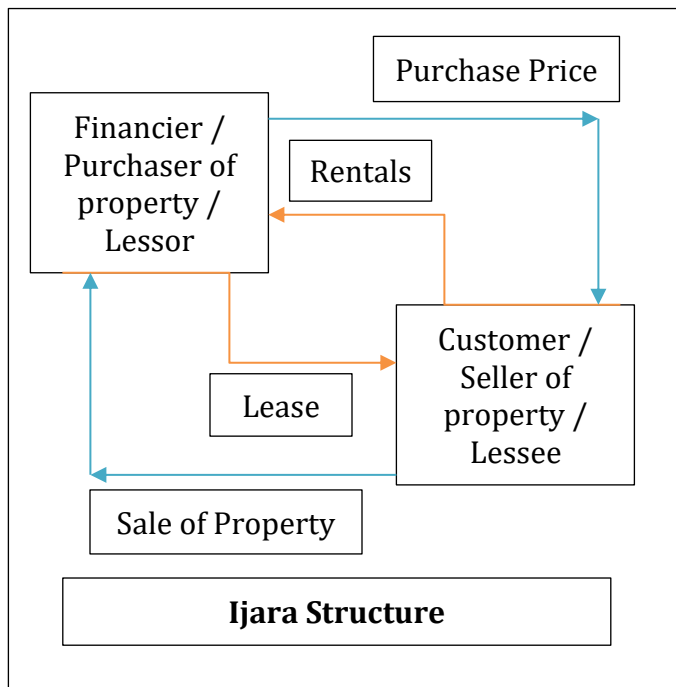 Purchase Price
Financier /
Purchaser of
property /
Lessor
Rentals
Customer /
Seller of
property /
Lessee
Lease
Sale of Property
Ijara Structure